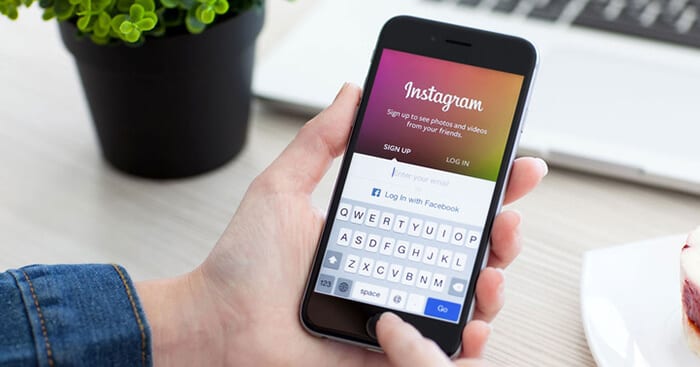 Instagram
Sign up to see photos and videos
from your friends.
SIGN UP LOG IN
Enter your email
Log In with Facebook
Q W E R T Y U I O P
A S D F G H J K L
Z X C V B N M
123 space @ . Go